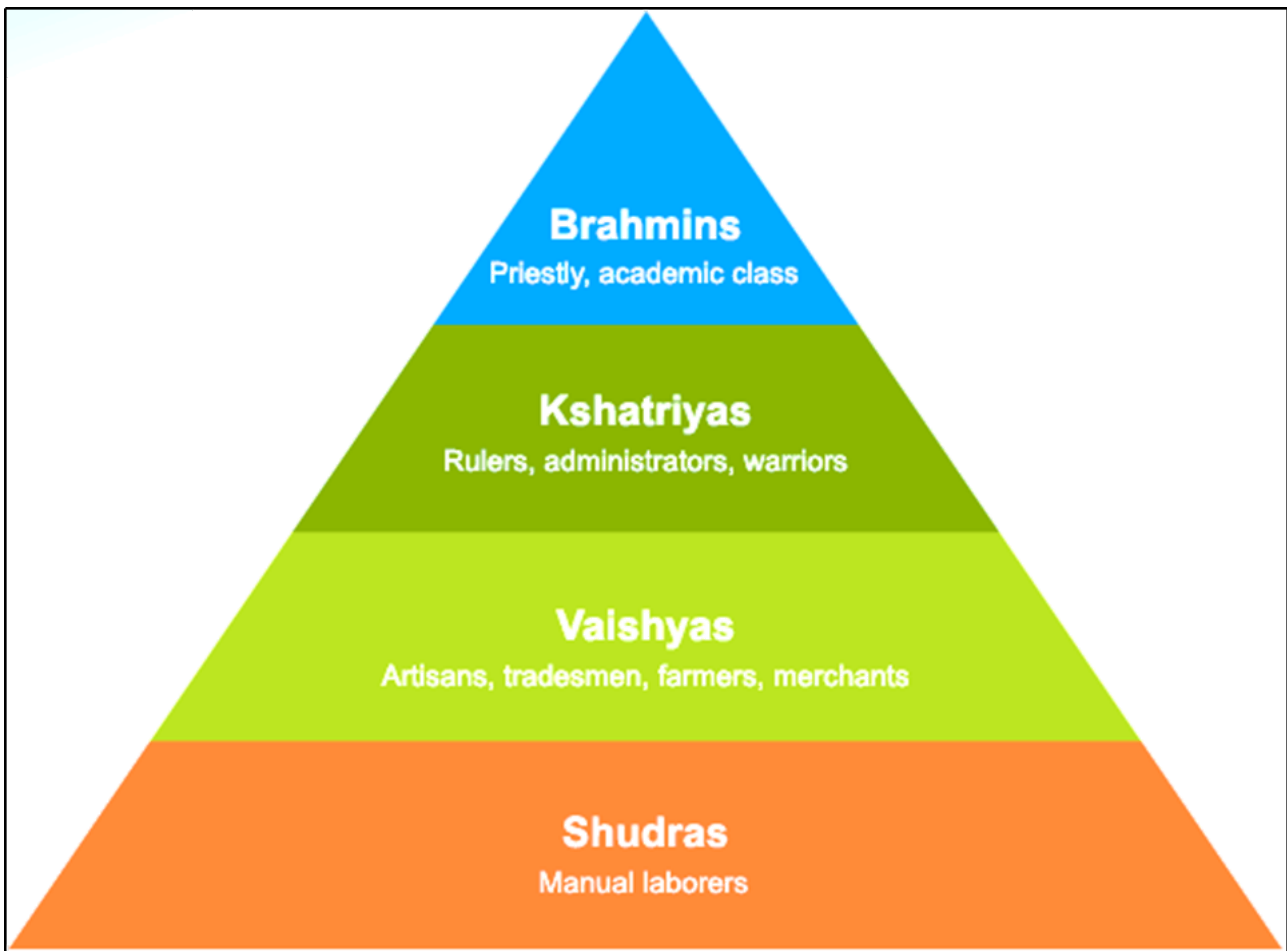 Brahmins
Priestly, academic class
Kshatriyas
Rulers, administrators, warriors
Vaishyas
Artisans, tradesmen, farmers, merchants
Shudras
Manual laborers